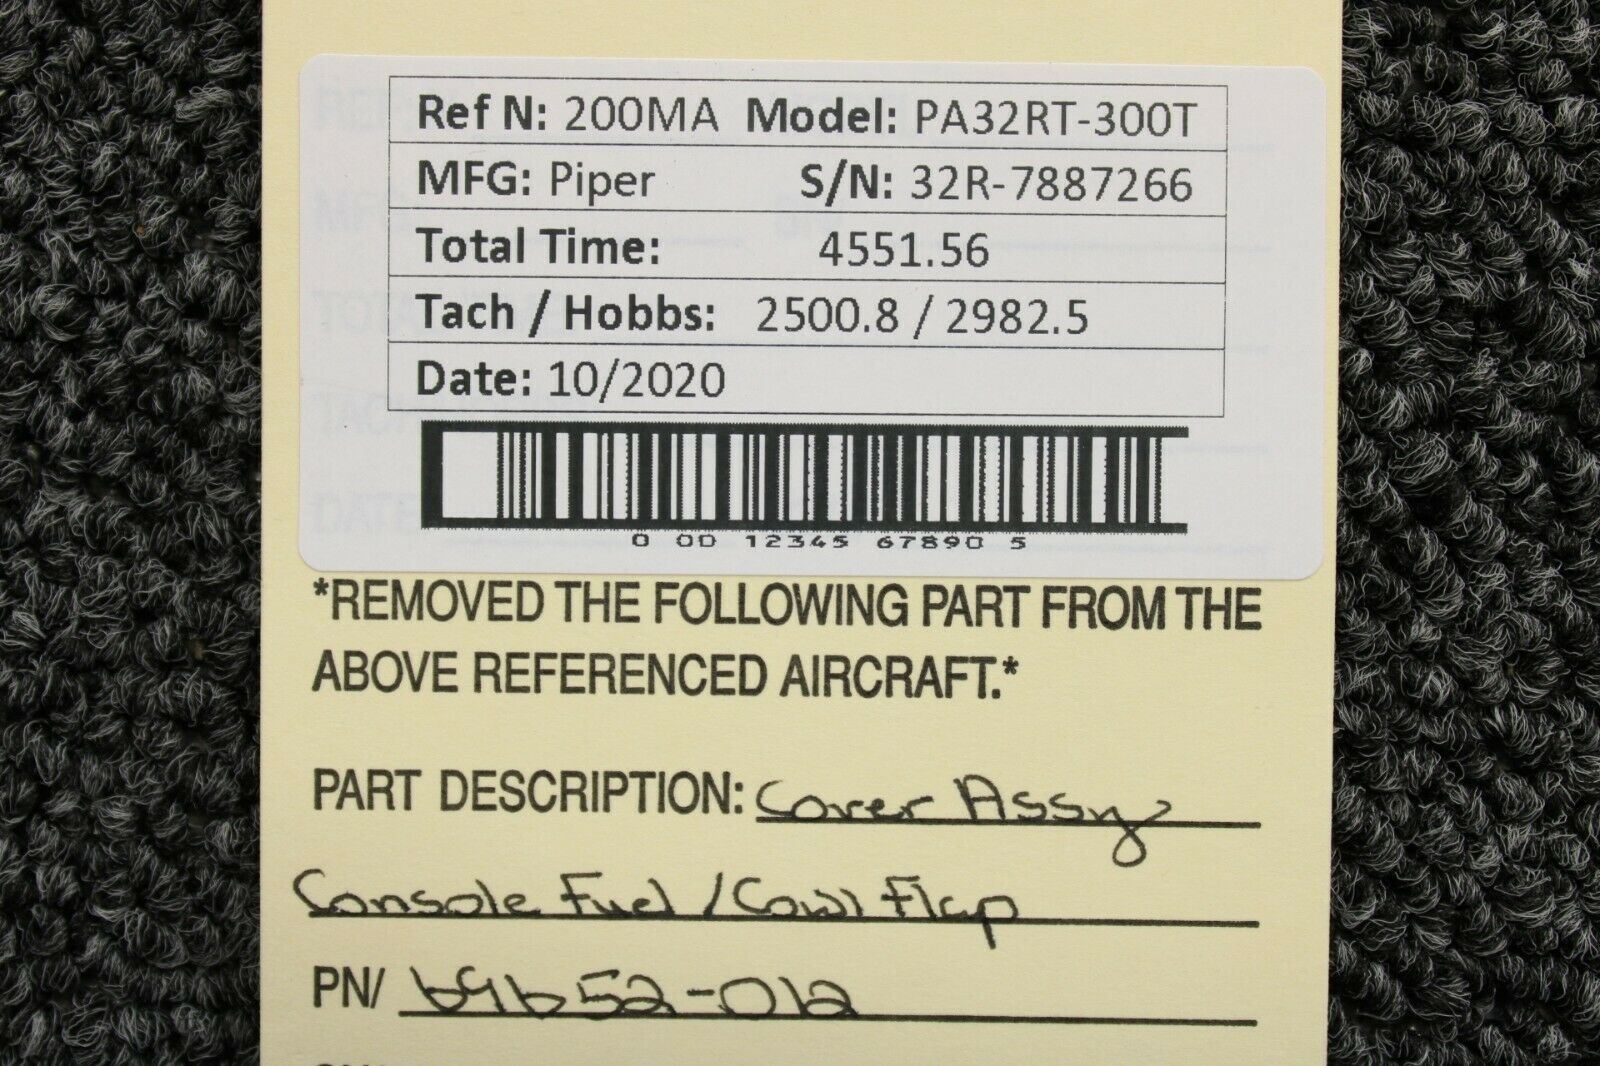 Ref N: 200MA Model: PA32RT-300T
MFG: Piper S/N: 32R-7887266
Total Time: 4551.56
Tach / Hobbs: 2500.8 / 2982.5
Date: 10/2020
0 00 12345 67890 5
*REMOVED THE FOLLOWING PART FROM THE
ABOVE REFERENCED AIRCRAFT.*
PART DESCRIPTION: Cover Assy
Console Fuel / Cowl Flap
PN/ 69652-012